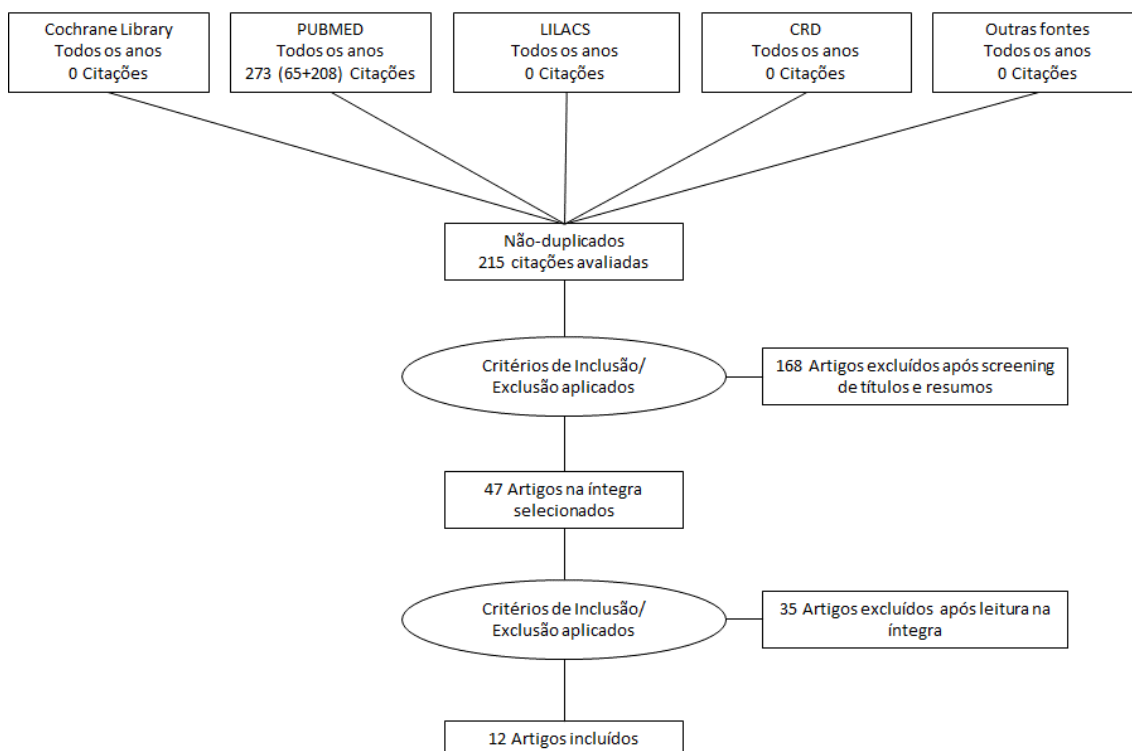 Cochrane Library
Todos os anos
0 Citações
PUBMED
Todos os anos
273 (65+208) Citações
LILACS
Todos os anos
0 Citações
CRD
Todos os anos
0 Citações
Outras fontes
Todos os anos
0 Citações
Não-duplicados
215 citações avaliadas
Critérios de Inclusão/
Exclusão aplicados
168 Artigos excluídos após screening
de títulos e resumos
47 Artigos na íntegra
selecionados
Critérios de Inclusão/
Exclusão aplicados
35 Artigos excluídos após leitura na
íntegra
12 Artigos incluídos